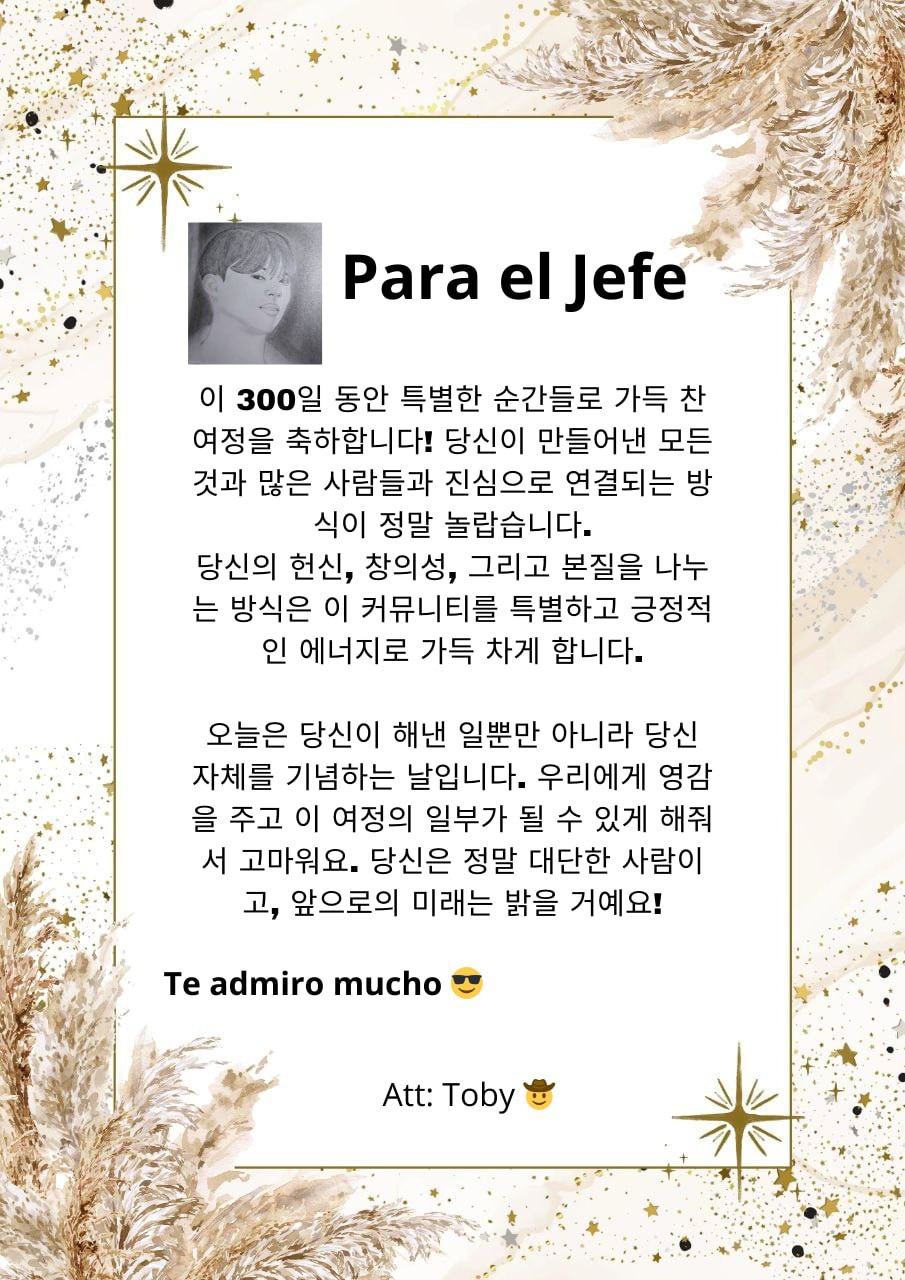 Para el Jefe
이 300일 동안 특별한 순간들로 가득 찬
여정을 축하합니다! 당신이 만들어낸 모든
것과 많은 사람들과 진심으로 연결되는 방
식이 정말 놀랍습니다.
당신의 헌신, 창의성, 그리고 본질을 나누
는 방식은 이 커뮤니티를 특별하고 긍정적
인 에너지로 가득 차게 합니다.
오늘은 당신이 해낸 일뿐만 아니라 당신
자체를 기념하는 날입니다. 우리에게 영감
을 주고 이 여정의 일부가 될 수 있게 해줘
서 고마워요. 당신은 정말 대단한 사람이
고, 앞으로의 미래는 밝을 거예요!
Te admiro mucho 😎
Att: Toby 🤠